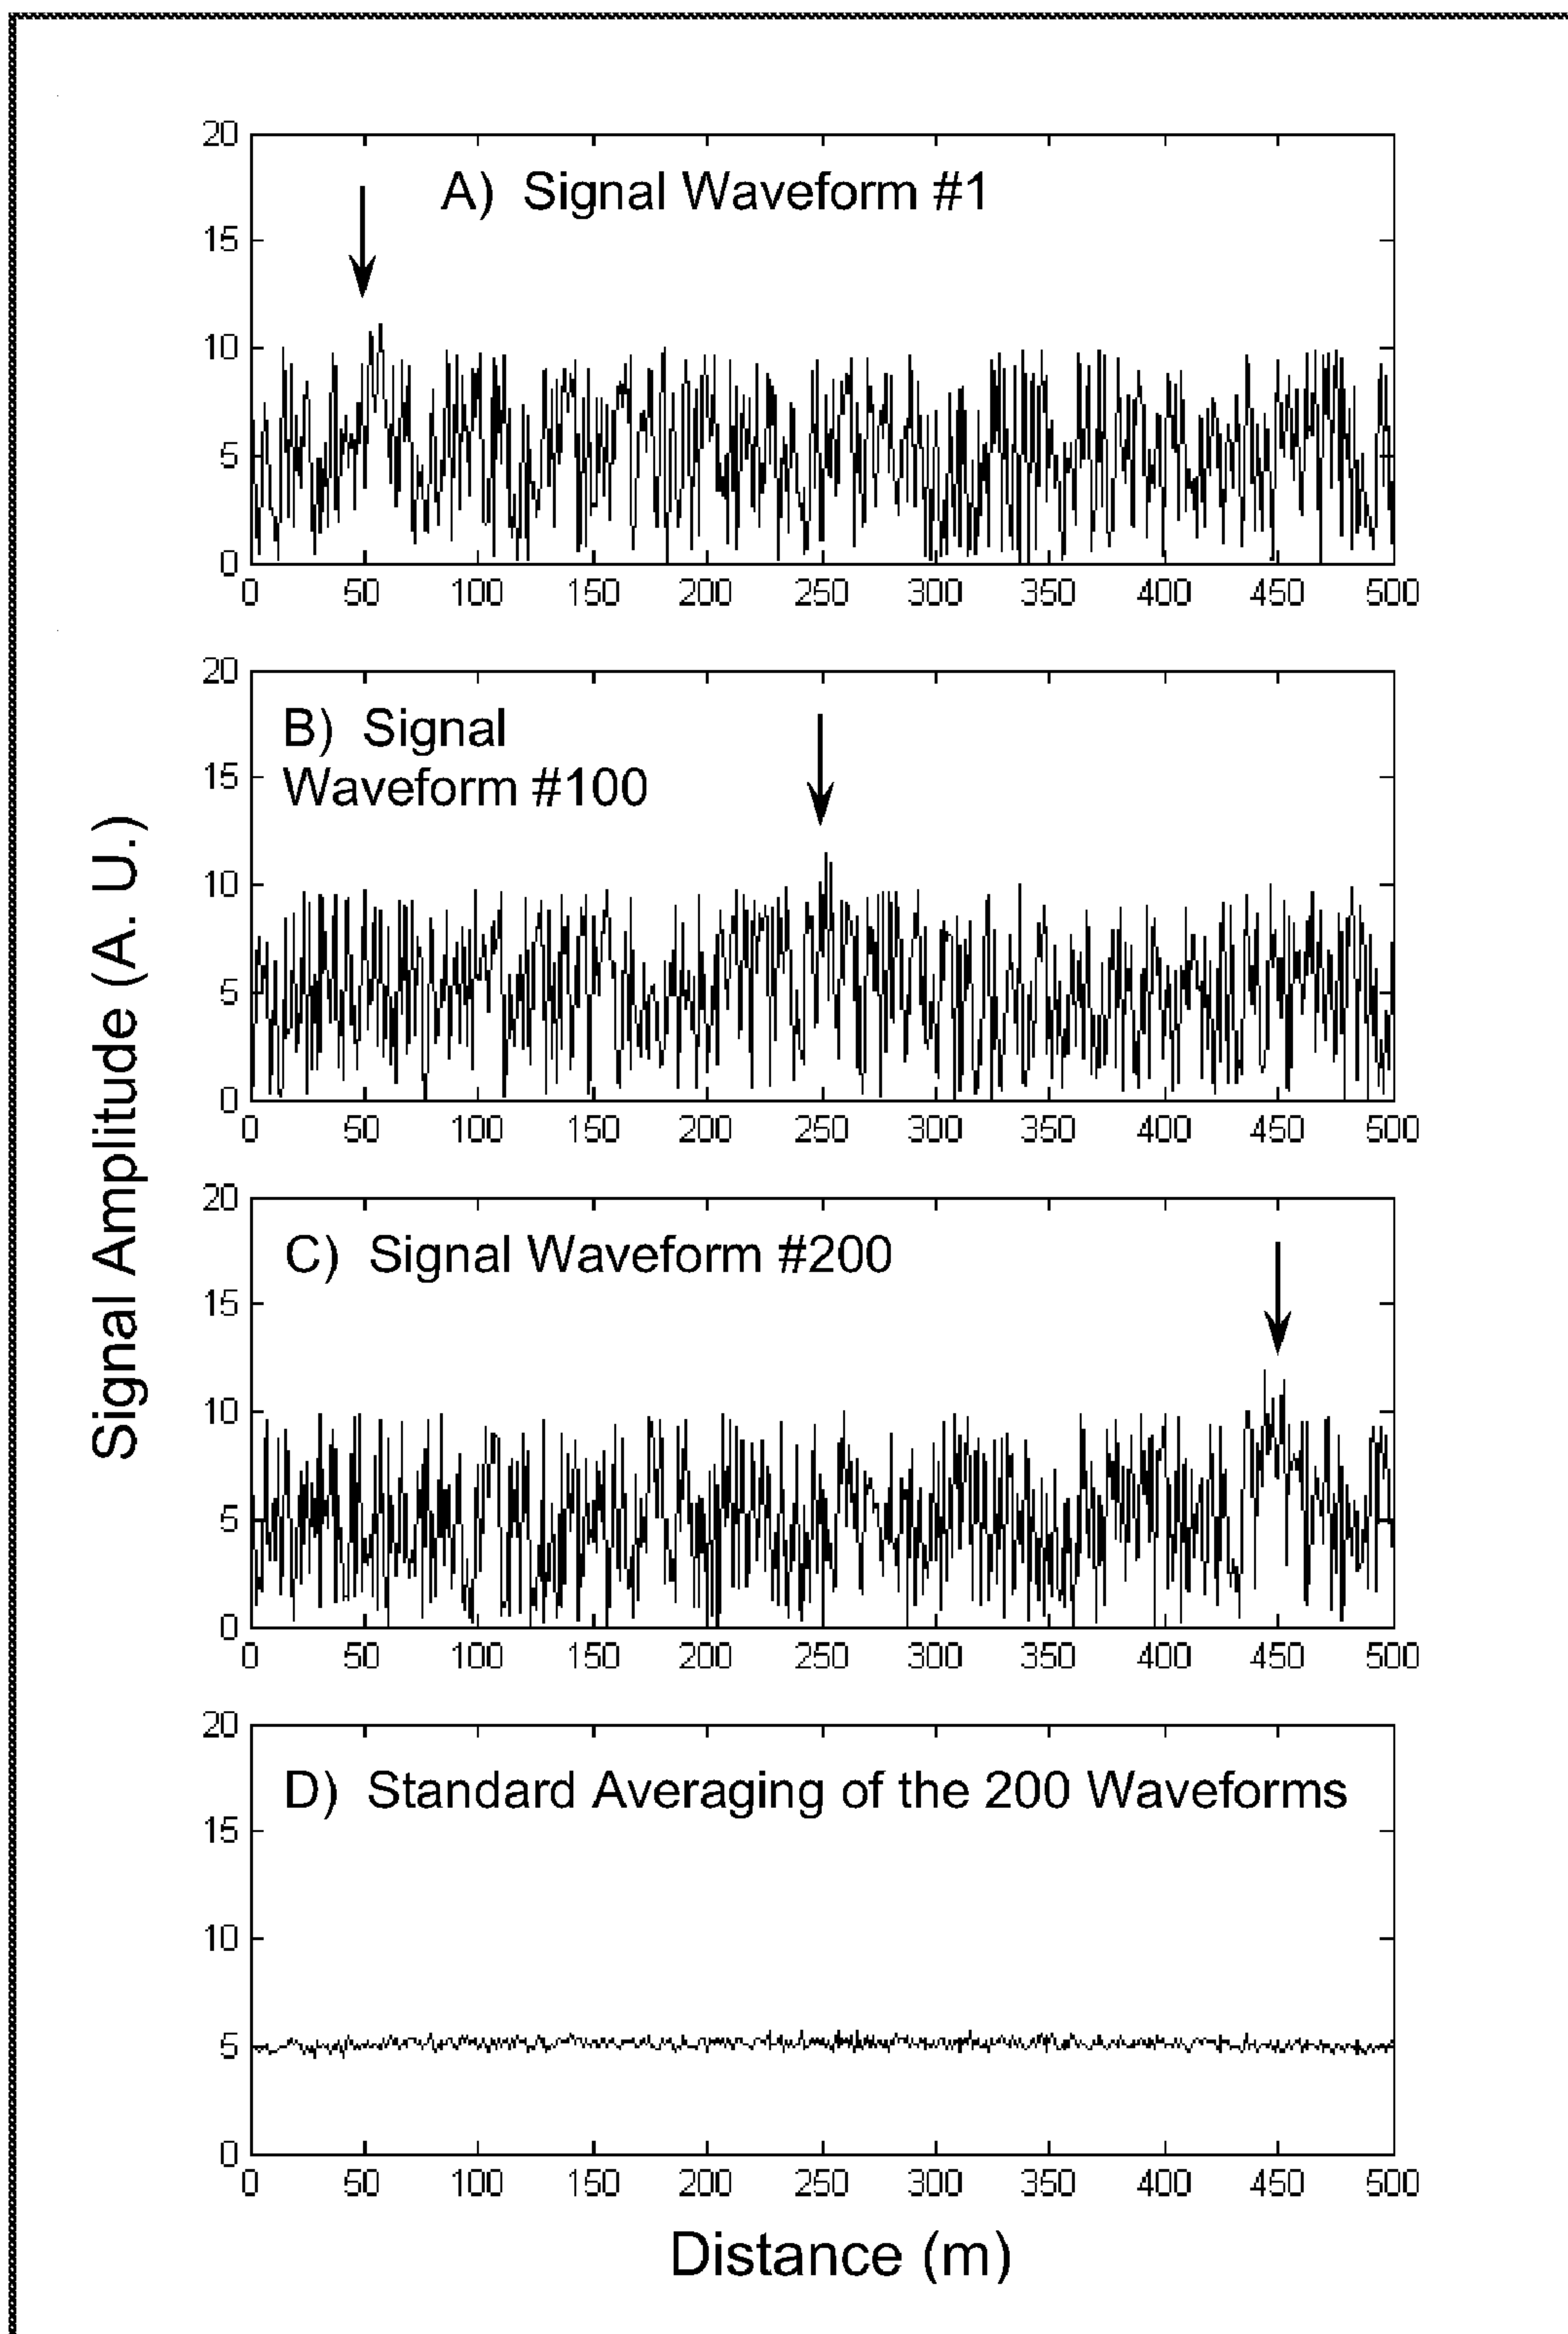 Signal Amplitude (A. U.)
20
A) Signal Waveform #1
15
10
5
0
0 50 100 150 200 250 300 350 400 450 500
20
B) Signal
Waveform #100
15
10
5
0
0 50 100 150 200 250 300 350 400 450 500
20
C) Signal Waveform #200
15
10
5
0
0 50 100 150 200 250 300 350 400 450 500
20
D) Standard Averaging of the 200 Waveforms
15
10
5
0
0 50 100 150 200 250 300 350 400 450 500
Distance (m)